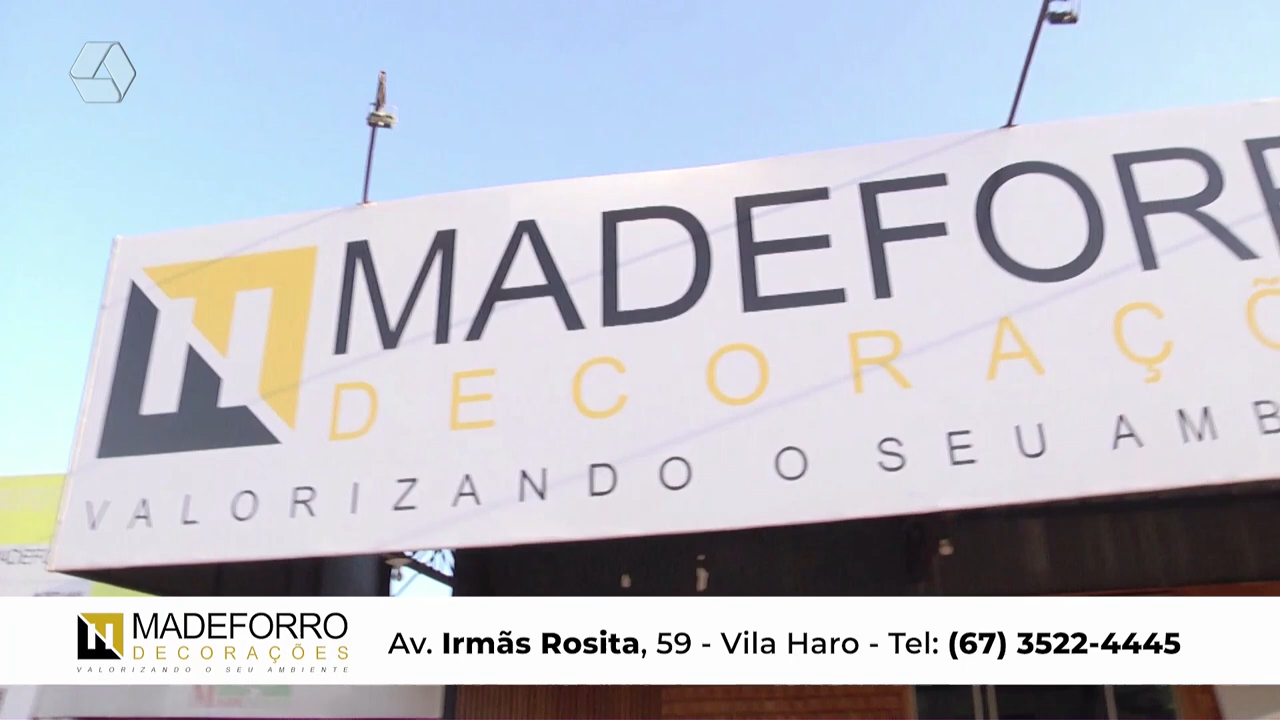 MADEFORR
DECORAÇÕ
VALORIZANDO O SEU AMB
MADEFORRO
DECORAÇÕES
VALORIZANDO O SEU AMBIENTE
Av. Irmãs Rosita, 59 - Vila Haro - Tel: (67) 3522-4445